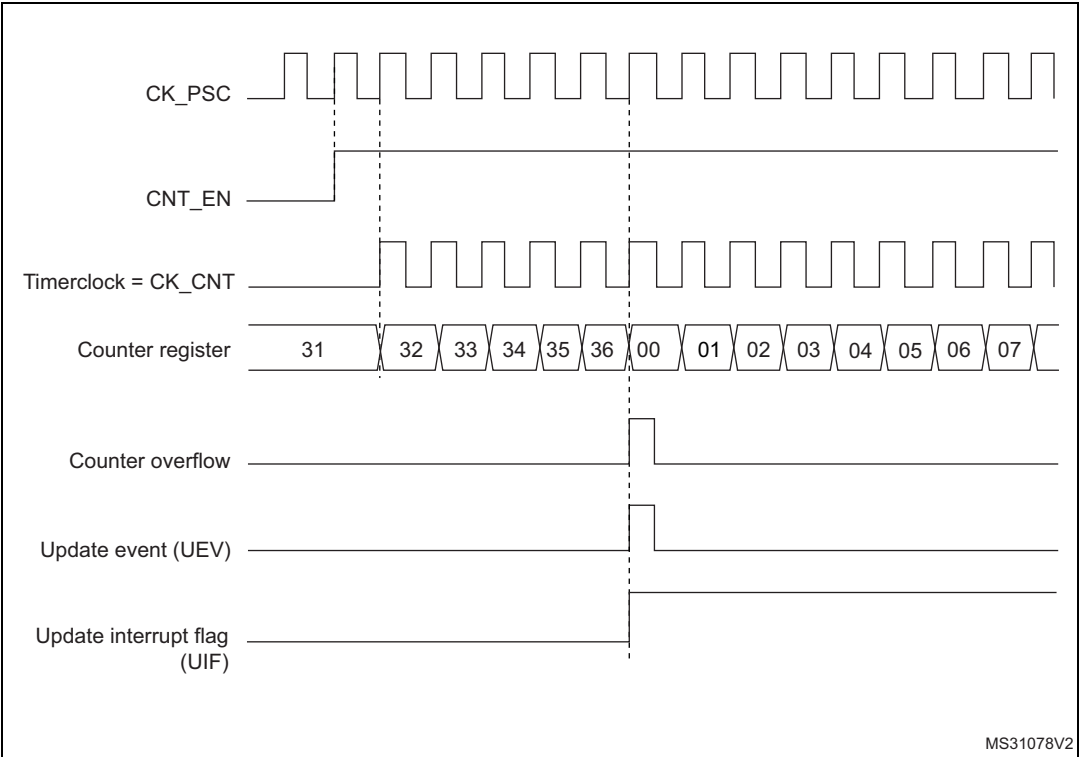 CK_PSC
CNT_EN
Timerclock = CK_CNT
Counter register 31 32 33 34 35 36 00 01 02 03 04 05 06 07
Counter overflow
Update event (UEV)
Update interrupt flag
(UIF)
MS31078V2